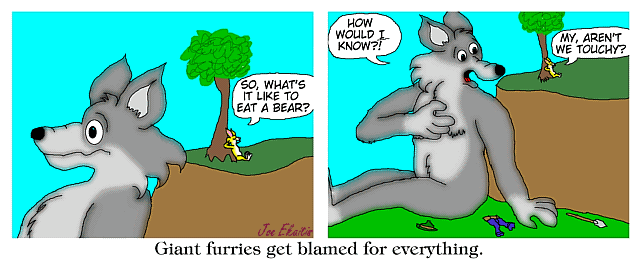 SO, WHAT'S
IT LIKE TO
EAT A BEAR?
Joe Ekaitis
HOW
WOULD I
KNOW?!
MY, AREN'T
WE TOUCHY?
Giant furries get blamed for everything.